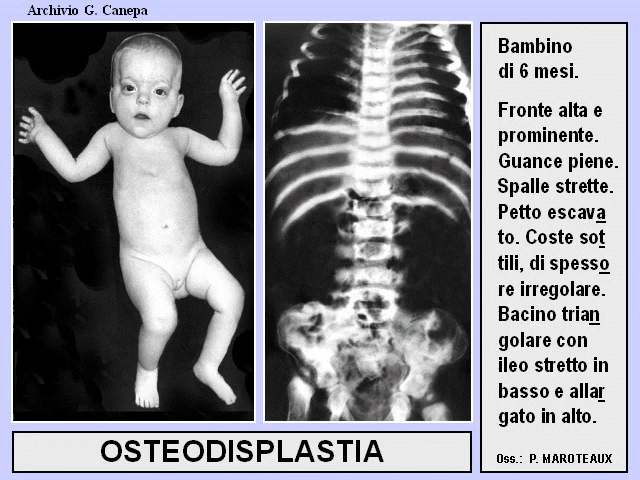 Archivio G. Canepa
Bambino
di 6 mesi.
Fronte alta e
prominente.
Guance piene.
Spalle strette.
Petto escava
to. Coste sot
tili, di spesso
re irregolare.
Bacino trian
golare con
ileo stretto in
basso e allar
gato in alto.
Oss.: P. MAROTEAUX
OSTEODISPLASTIA